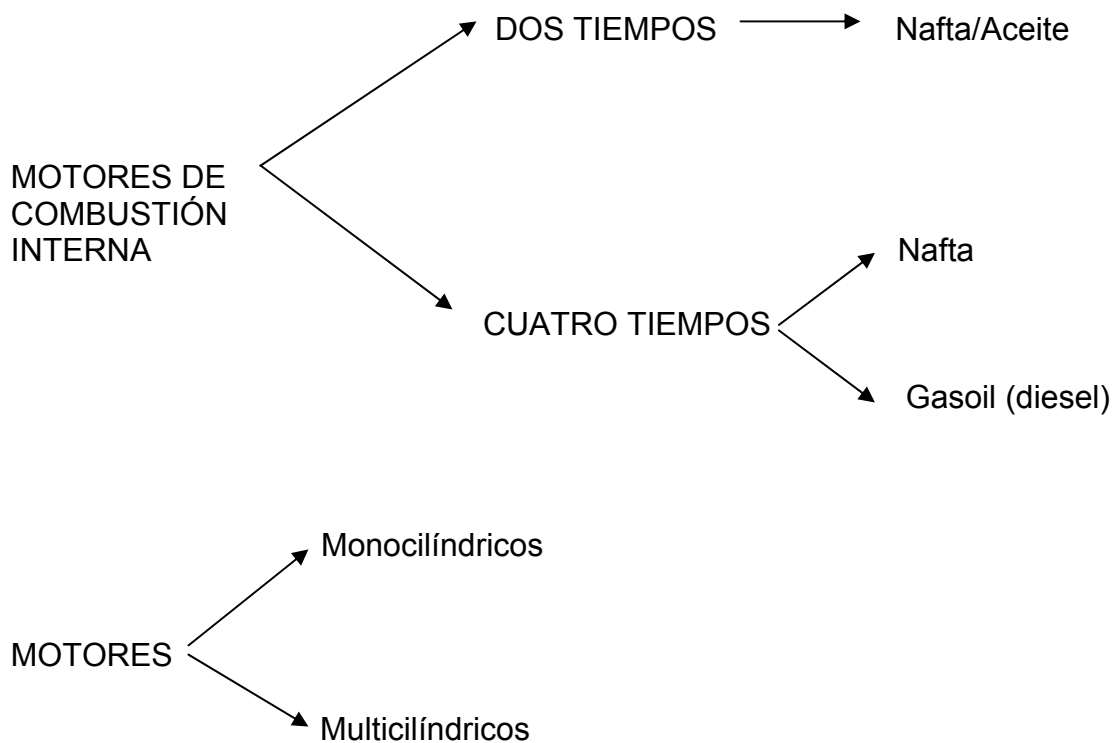 DOS TIEMPOS
Nafta/Aceite
MOTORES DE
COMBUSTIÓN
INTERNA
Nafta
CUATRO TIEMPOS
Gasoil (diesel)
Monocilíndricos
MOTORES
Multicilíndricos